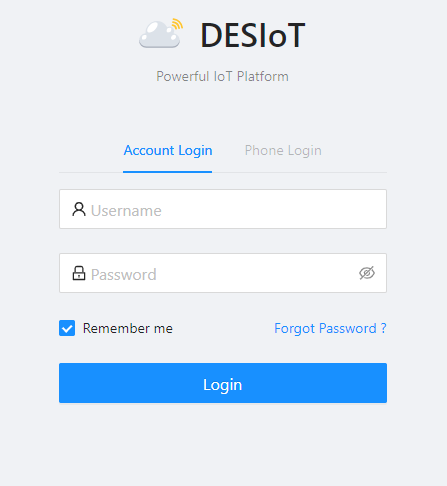 DESIoT
Powerful IoT Platform
Account Login Phone Login
Username
Password
Remember me Forgot Password ?
Login